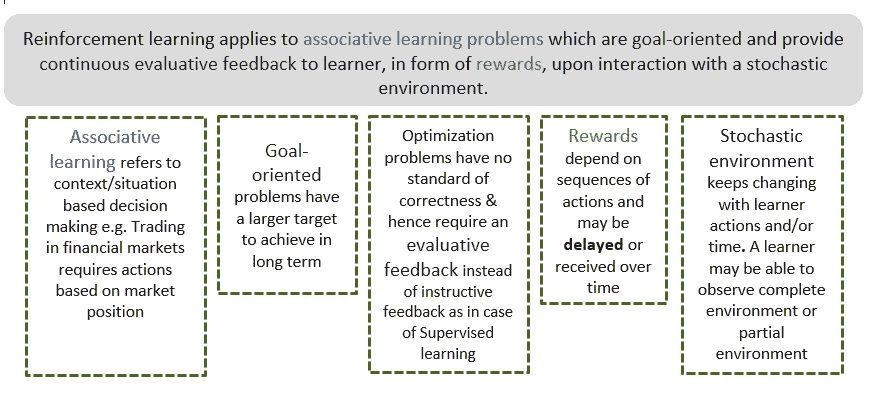 Reinforcement learning applies to associative learning problems which are goal-oriented and provide
continuous evaluative feedback to learner, in form of rewards, upon interaction with a stochastic
environment.
Associative
learning refers to
context/situation
based decision
making e.g. Trading
in financial markets
requires actions
based on market
position
Goal-
oriented
problems have
a larger target
to achieve in
long term
Optimization
problems have no
standard of
correctness &
hence require an
evaluative
feedback instead
of instructive
feedback as in case
of Supervised
learning
Rewards
depend on
sequences of
actions and
may be
delayed or
received over
time
Stochastic
environment
keeps changing
with learner
actions and/or
time. A learner
may be able to
observe complete
environment or
partial
environment